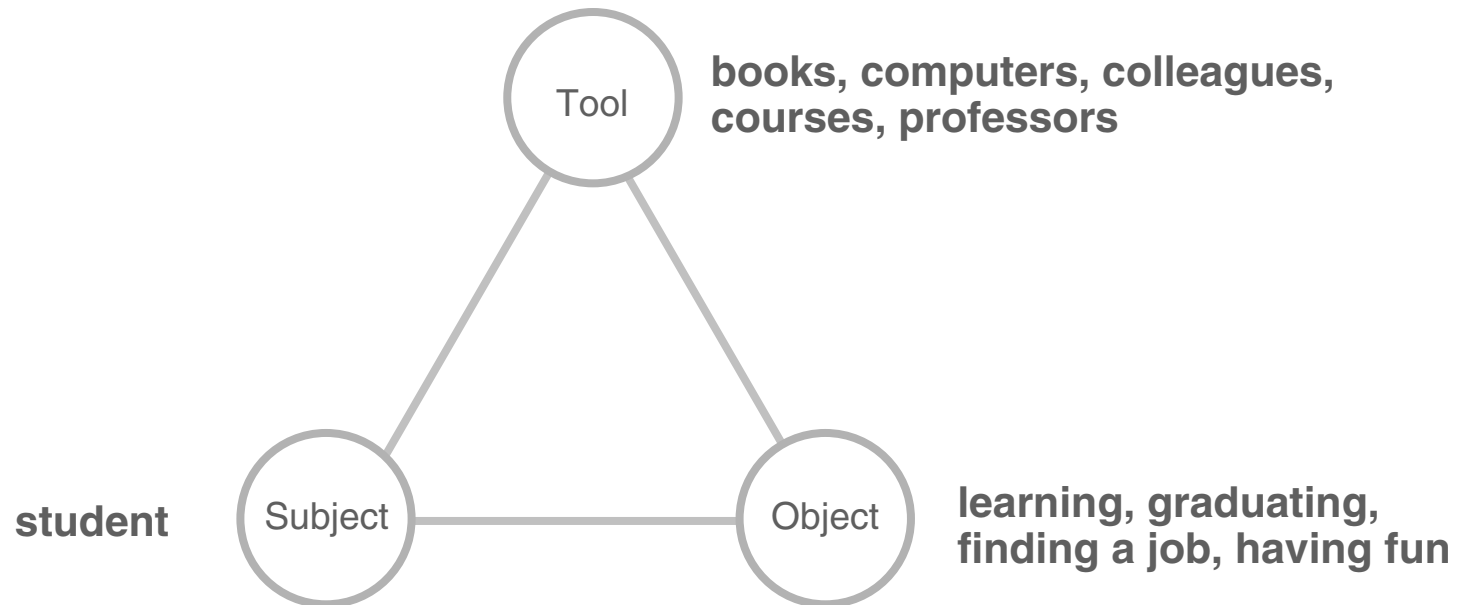 Tool
books, computers, colleagues,
courses, professors
student
Subject
Object
learning, graduating,
finding a job, having fun